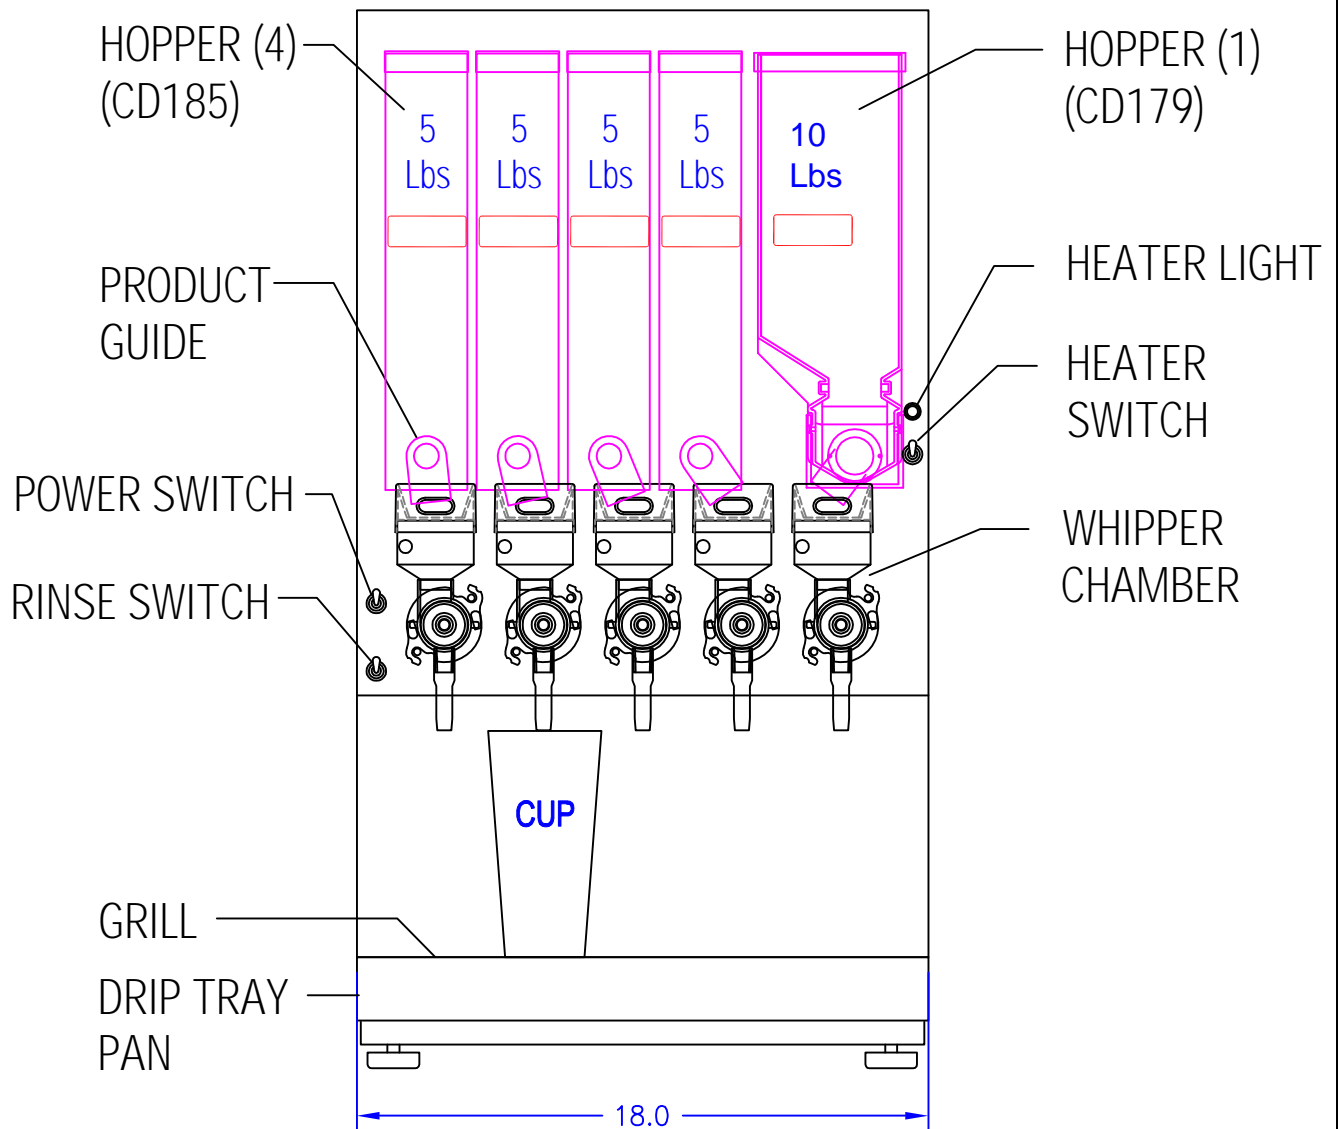 HOPPER (4)
(CD185)
HOPPER (1)
(CD179)
5
Lbs
5
Lbs
5
Lbs
5
Lbs
10
Lbs
PRODUCT
GUIDE
HEATER LIGHT
HEATER
SWITCH
POWER SWITCH
RINSE SWITCH
WHIPPER
CHAMBER
CUP
GRILL
DRIP TRAY
PAN
18.0